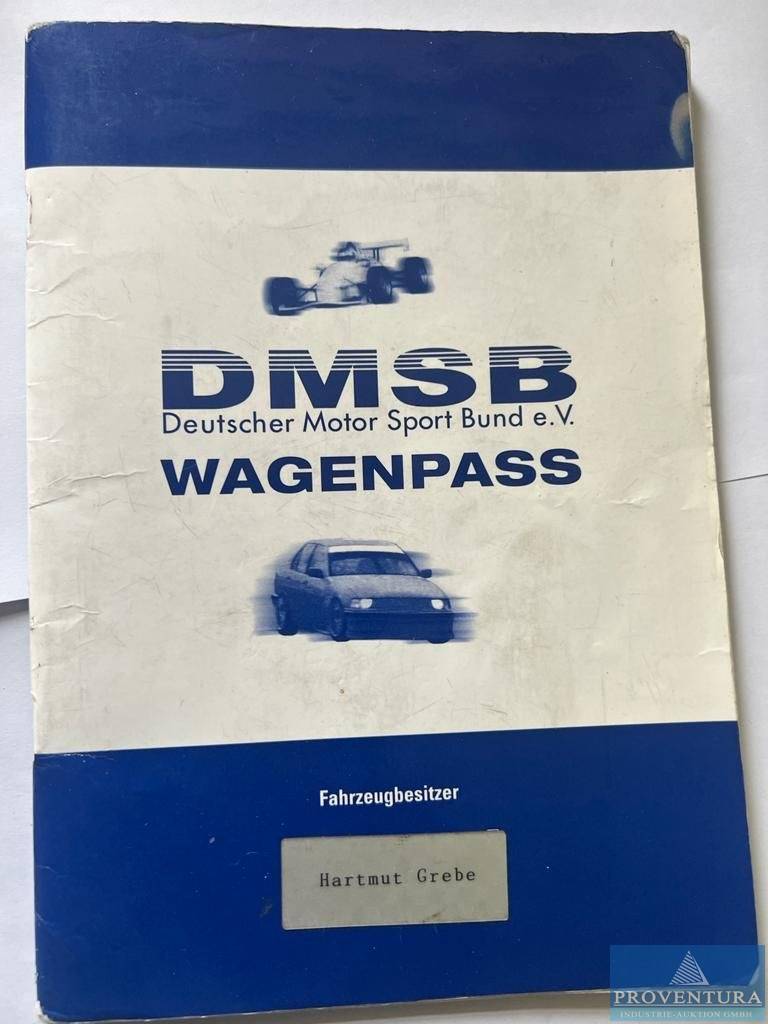 DMSB
Deutscher Motor Sport Bund e.V.
WAGENPASS
Fahrzeugbesitzer
Hartmut Grebe
PROVENTURA
INDUSTRIE-AUKTION GMBH